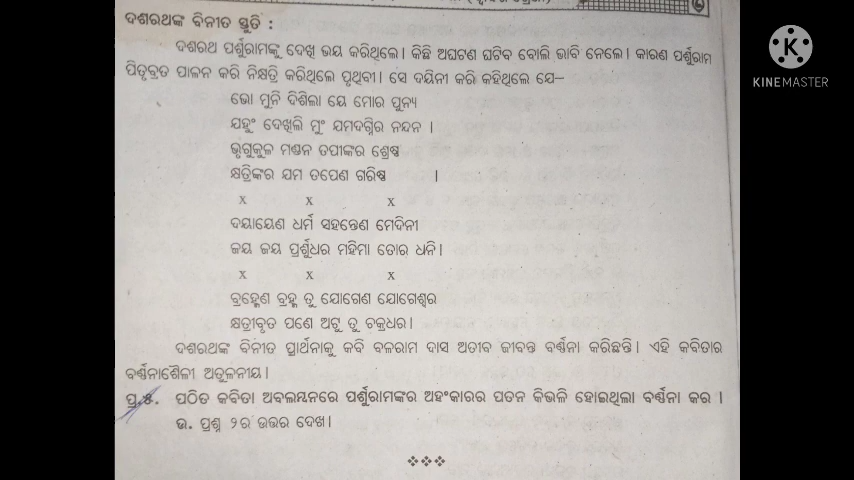 ଦଶରଥଙ୍କ ବିନୀତ ସ୍ତୁତି :
ଦଶରଥ ପର୍ଶୁରାମଙ୍କୁ ଦେଖି ଭୟ କରିଥିଲେ। କିଛି ଅଘଟଣ ଘଟିବ ବୋଲି ଭାବି ନେଲେ। କାରଣ ପର୍ଶୁରାମ
ପିତୃବ୍ରତ ପାଳନ କରି ନିକ୍ଷତ୍ରି କରିଥିଲେ ପୃଥିବୀ। ସେ ଦୟିନୀ କରି କହିଥିଲେ ଯେ–
ଭୋ ମୁନି ଦିଶିଲା ୟେ ମୋର ପୁନ୍ୟ
ଯହୁଂ ଦେଖିଲି ମୁଂ ଯମଦଗ୍ନିର ନନ୍ଦନ ।
ଭୃଗୁକୁଳ ମଣ୍ଡନ ତପୀଙ୍କର ଶ୍ରେଷ୍ଠ
କ୍ଷତ୍ରିଙ୍କର ଯମ ତପେଣ ଗରିଷ୍ଠ ।
x x x
ଦୟାୟେଣ ଧର୍ମ ସହନ୍ତେଣ ମେଦିନୀ
ଜୟ ଜୟ ପ୍ରର୍ଶୁଧର ମହିମା ତୋର ଧନି।
x x x
ବ୍ରହ୍ମେଣ ବ୍ରହ୍ମ ତୁ ଯୋଗେଣ ଯୋଗେଶ୍ୱର
କ୍ଷତ୍ରୀବୃତ ପଣେ ଅଟୁ ତୁ ଚକ୍ରଧର।
ଦଶରଥଙ୍କ ବିନୀତ ପ୍ରାର୍ଥନାକୁ କବି ବଳରାମ ଦାସ ଅତୀବ ଜୀବନ୍ତ ବର୍ଣ୍ଣନା କରିଛନ୍ତି। ଏହି କବିତାର
ବର୍ଣ୍ଣନାଶୈଳୀ ଅତୁଳନୀୟ।
ପ୍ର.୫. ପଠିତ କବିତା ଅବଲମ୍ବନରେ ପର୍ଶୁରାମଙ୍କର ଅହଂକାରର ପତନ କିଭଳି ହୋଇଥିଲା ବର୍ଣ୍ଣନା କର ।
ଉ. ପ୍ରଶ୍ନ ୨ର ଉତ୍ତର ଦେଖ।
K
KINEMASTER